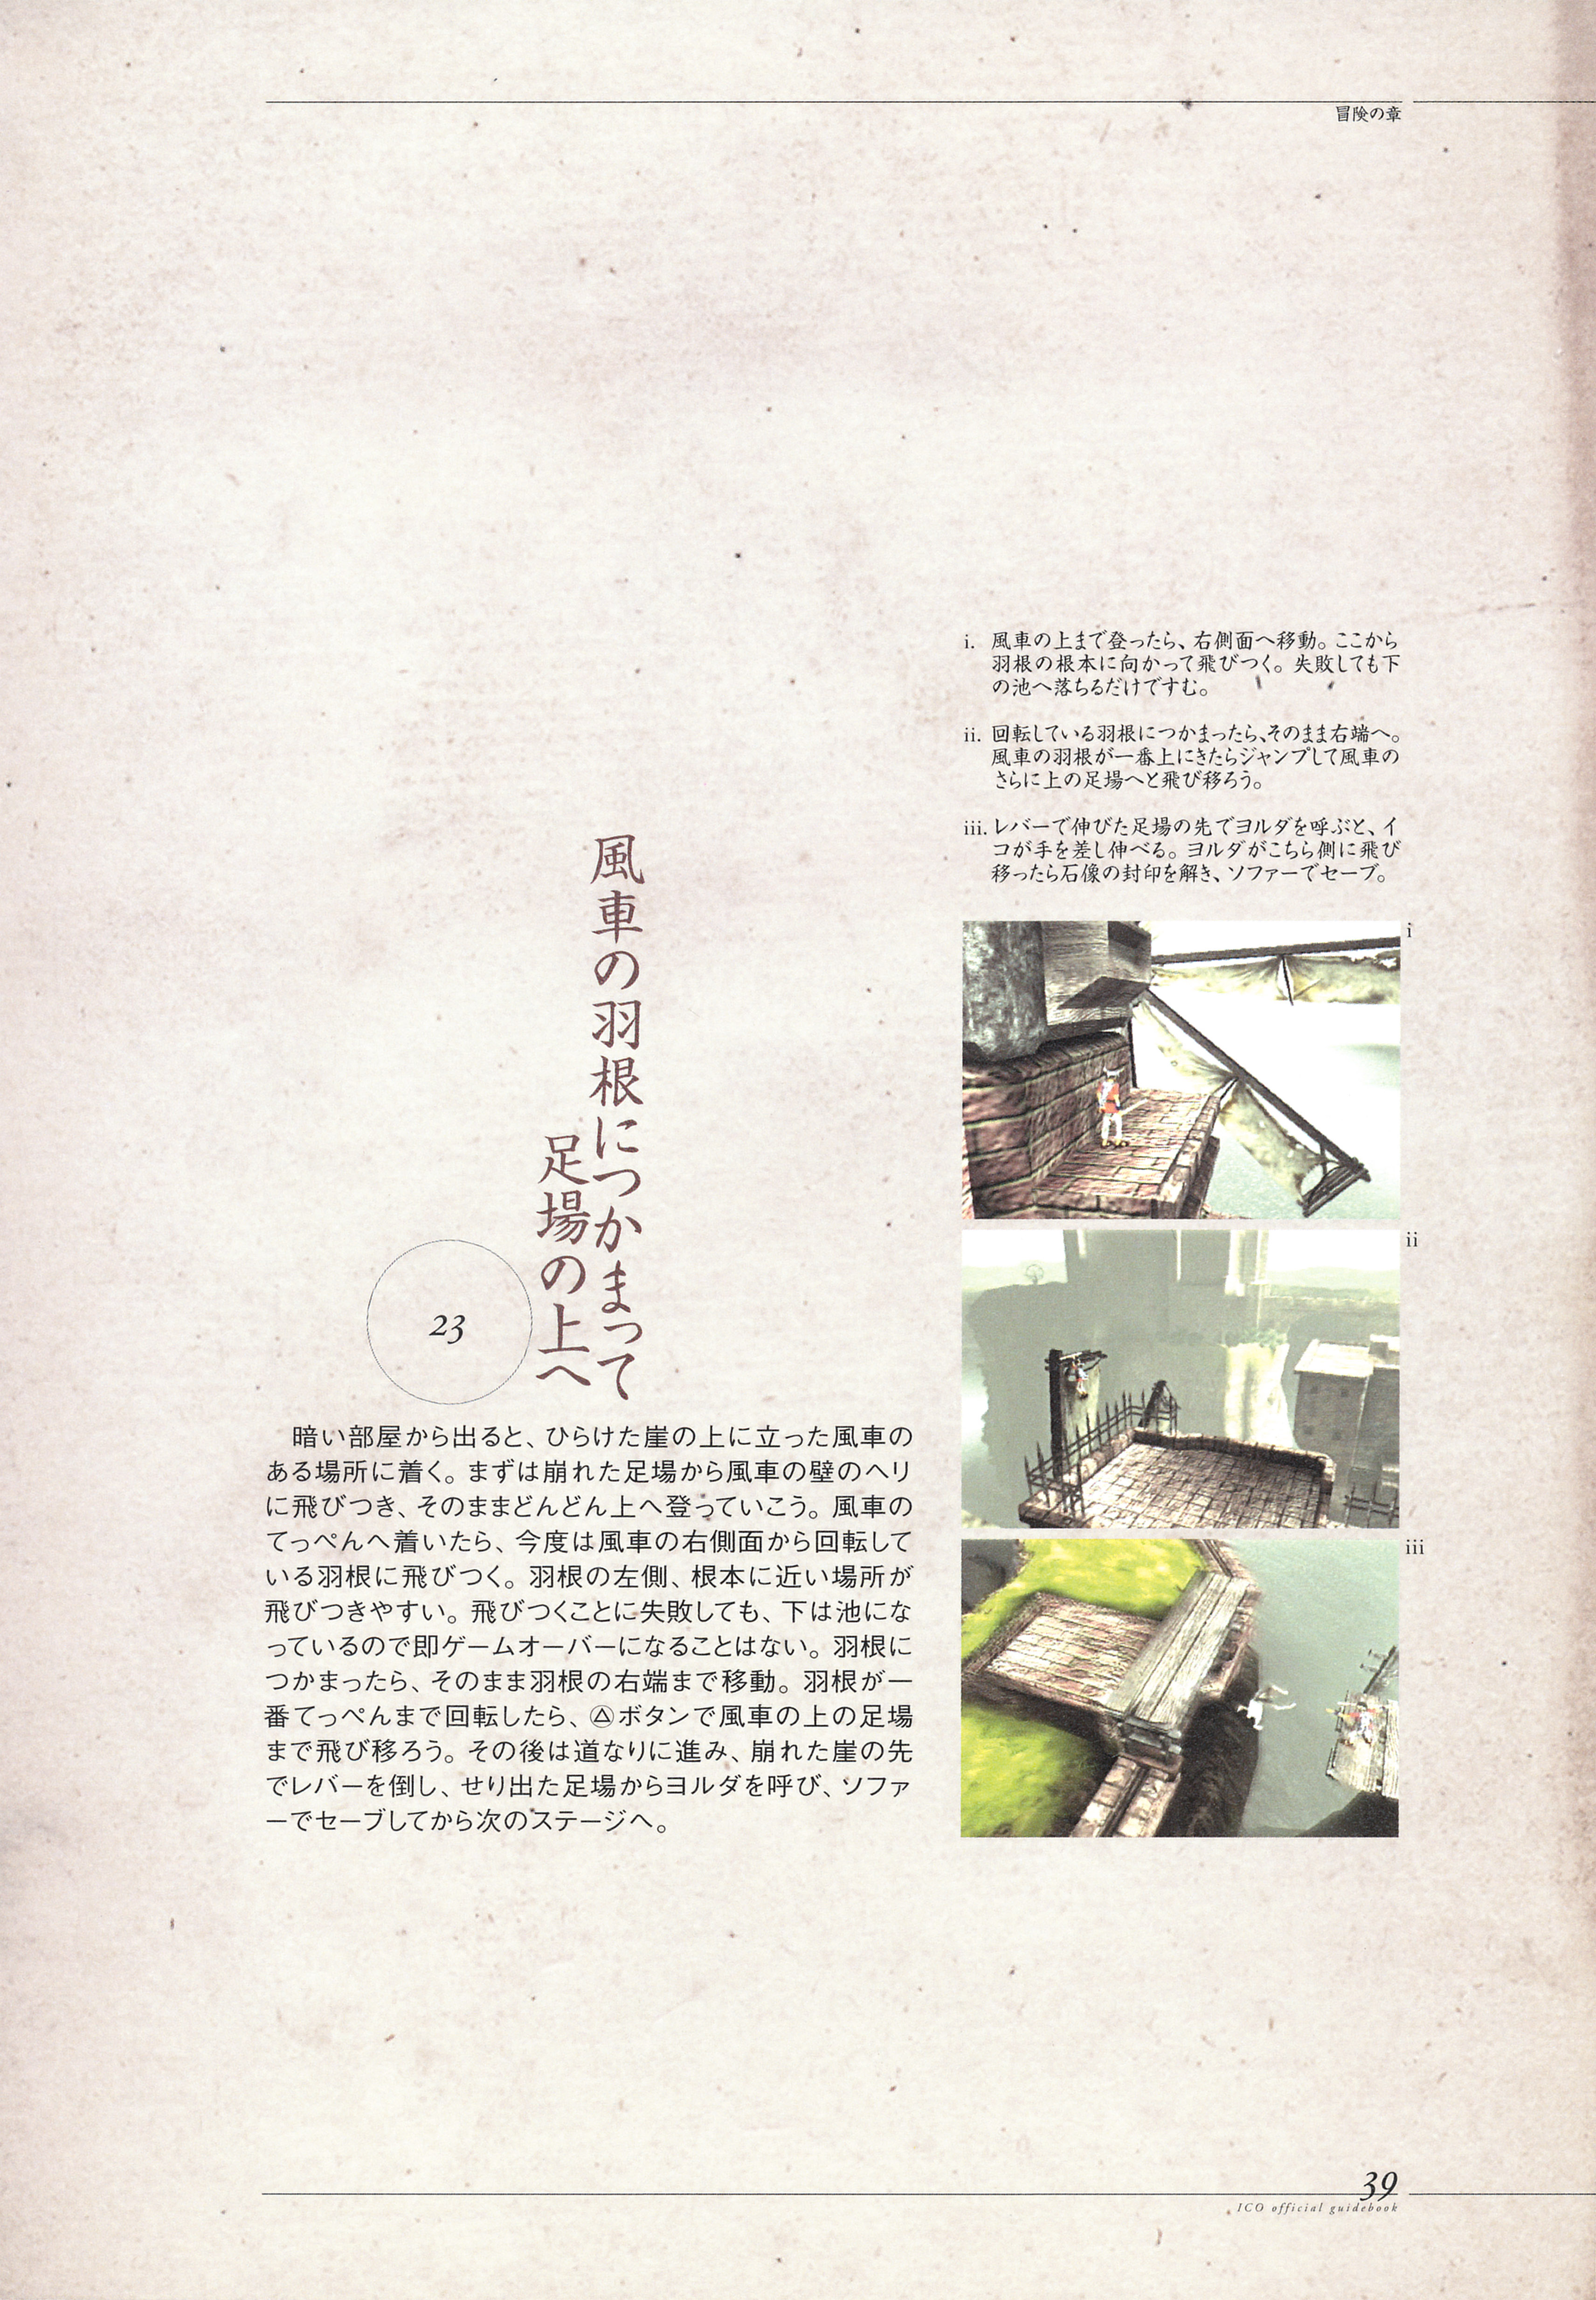 冒険の章
i. 風車の上まで登ったら、右側面へ移動。ここから
羽根の根本に向かって飛びつく。失敗しても下
の池へ落ちるだけですむ。
ii. 回転している羽根につかまったら、そのまま右端へ。
風車の羽根が一番上にきたらジャンプして風車の
さらに上の足場へと飛び移ろう。
iii. レバーで伸びた足場の先でヨルダを呼ぶと、イ
コが手を差し伸べる。ヨルダがこちら側に飛び
移ったら石像の封印を解き、ソファーでセーブ。
風車の羽根につかまって
足場の上へ
23
暗い部屋から出ると、ひらけた崖の上に立った風車の
ある場所に着く。まずは崩れた足場から風車の壁のヘリ
に飛びつき、そのままどんどん上へ登っていこう。風車の
てっぺんへ着いたら、今度は風車の右側面から回転して
いる羽根に飛びつく。羽根の左側、根本に近い場所が
飛びつきやすい。飛びつくことに失敗しても、下は池にな
っているので即ゲームオーバーになることはない。羽根に
つかまったら、そのまま羽根の右端まで移動。羽根が一
番てっぺんまで回転したら、△ボタンで風車の上の足場
まで飛び移ろう。その後は道なりに進み、崩れた崖の先
でレバーを倒し、せり出た足場からヨルダを呼び、ソファ
ーでセーブしてから次のステージへ。
i
ii
iii
39
ICO official guidebook